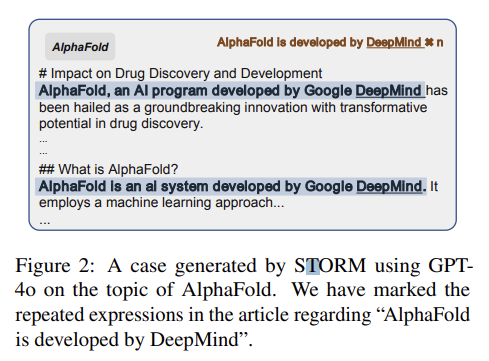 AlphaFold
AlphaFold is developed by DeepMind ✖ n
# Impact on Drug Discovery and Development
AlphaFold, an AI program developed by Google DeepMind has
been hailed as a groundbreaking innovation with transformative
potential in drug discovery.
...
...
## What is AlphaFold?
AlphaFold is an ai system developed by Google DeepMind. It
employs a machine learning approach...
...
Figure 2: A case generated by STORM using GPT-
4o on the topic of AlphaFold. We have marked the
repeated expressions in the article regarding “AlphaFold
is developed by DeepMind”.